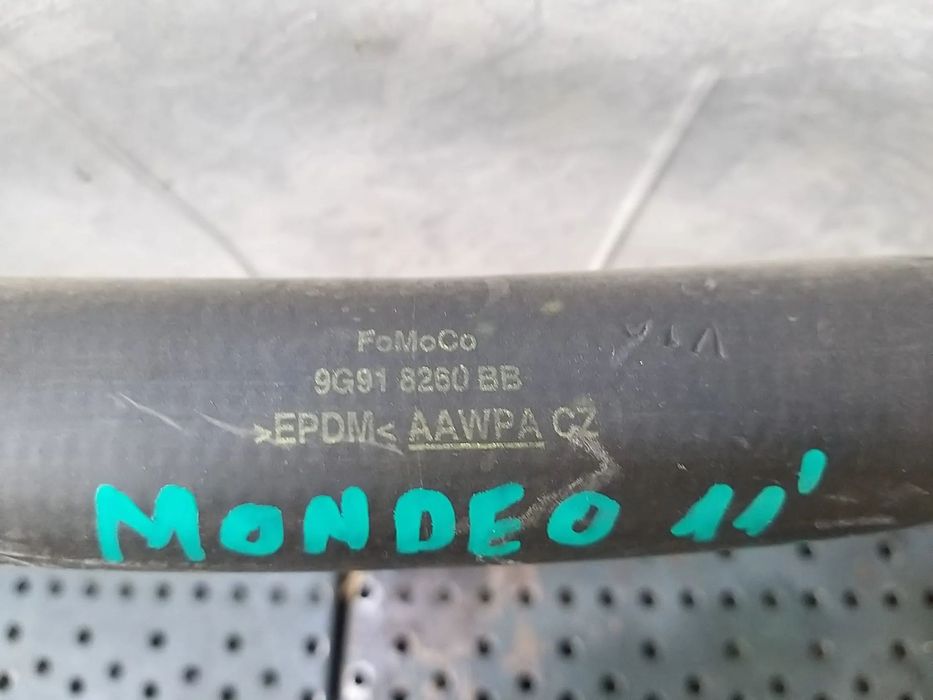 FoMoCo
9G91 8260 BB
>EPDM< AAWPA CZ
MONDEO 11'